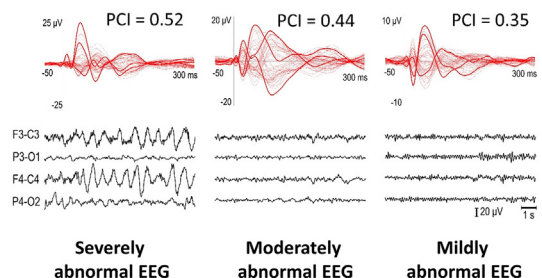 25 µV PCI = 0.52
-50 300 ms
-25
20 PCI = 0.44
-50 300 ms
-20
10 µV PCI = 0.35
-50 300 ms
-10
F3-C3
P3-O1
F4-C4
P4-O2
20 µV 1 s
Severely
abnormal EEG
Moderately
abnormal EEG
Mildly
abnormal EEG